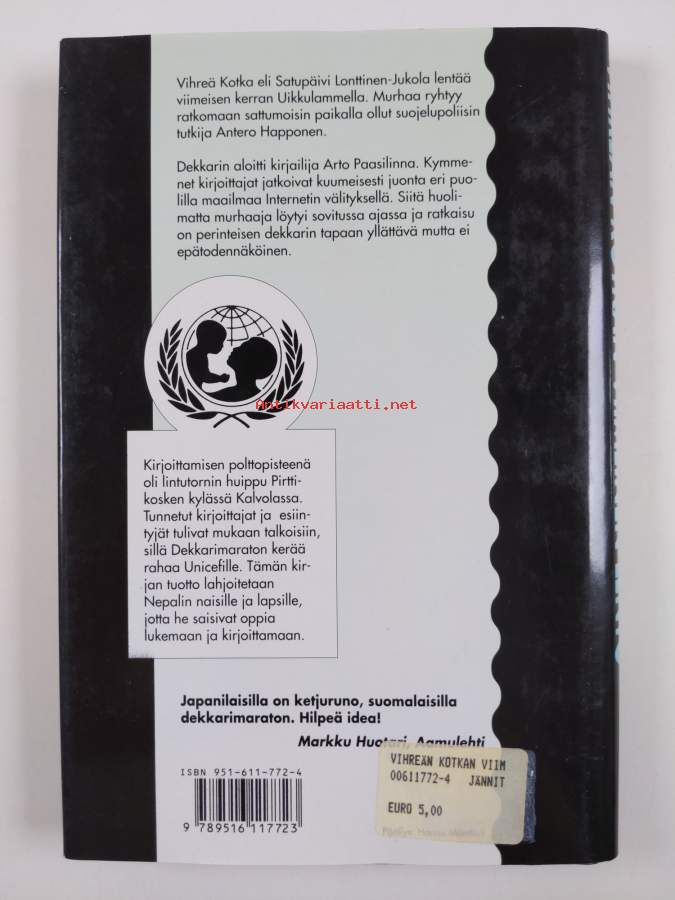 Vihreä Kotka eli Satupäivi Lonttinen-Jukola lentää
viimeisen kerran Uikkulammella. Murhaa ryhtyy
ratkomaan sattumoisin paikalla ollut suojelupoliisin
tutkija Antero Happonen.
Dekkarin aloitti kirjailija Arto Paasilinna. Kymme-
net kirjoittajat jatkoivat kuumeisesti juonta eri puo-
lilla maailmaa Internetin välityksellä. Siitä huoli-
matta murhaaja löytyi sovitussa ajassa ja ratkaisu
on perinteisen dekkarin tapaan yllättävä mutta ei
epätodennäköinen.
Antikvariaatti.net
Kirjoittamisen polttopisteenä
oli lintutornin huippu Pirtti-
kosken kylässä Kalvolassa.
Tunnetut kirjoittajat ja esiin-
tyjät tulivat mukaan talkoisiin,
sillä Dekkarimaraton kerää
rahaa Unicefille. Tämän kir-
jan tuotto lahjoitetaan
Nepalin naisille ja lapsille,
jotta he saisivat oppia
lukemaan ja kirjoittamaan.
Japanilaisilla on ketjuruno, suomalaisilla
dekkarimaraton. Hilpeä idea!
Markku Huotari, Aamulehti
ISBN 951-611-772-4
9 789516 117723
VIHREÄN KOTKAN VIIM
00611772-4 JÄNNIT
EURO 5,00